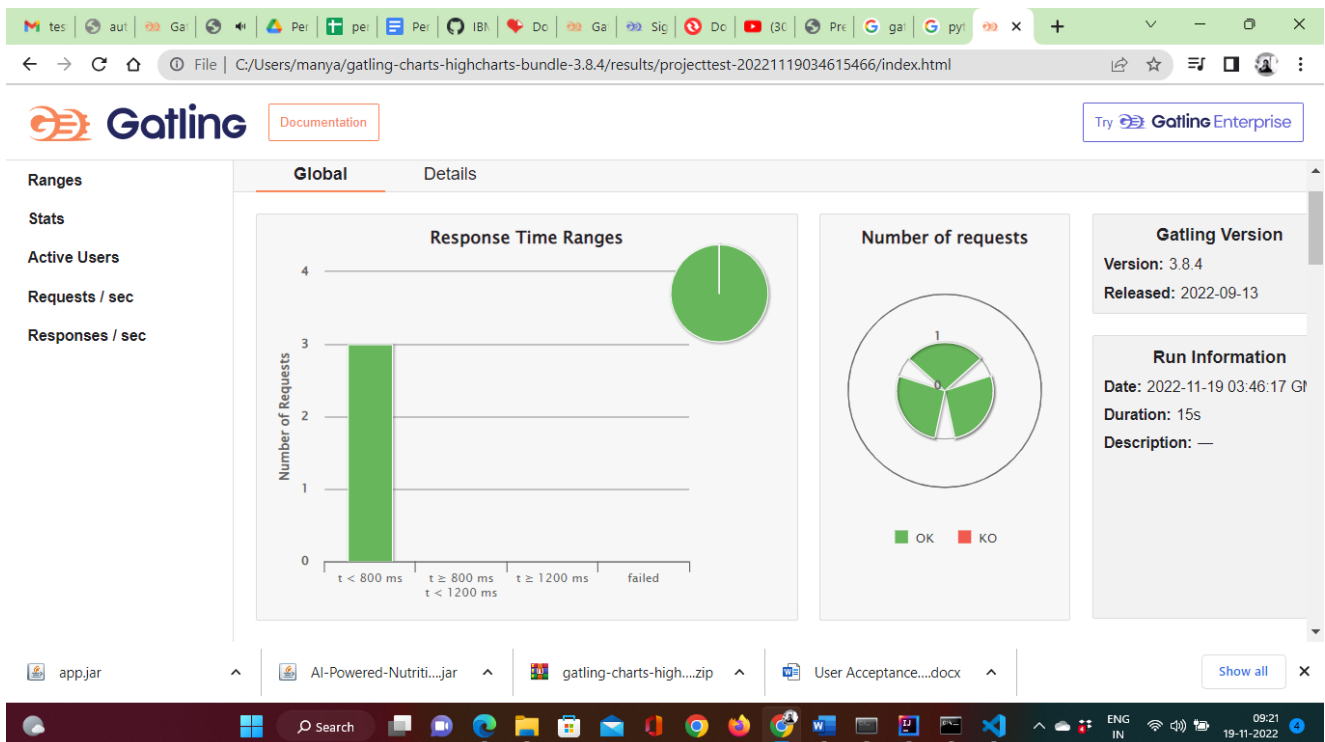 tes
aut
Gat
Per
per
Per
IBN
Do
Ga
Sig
Do
(30
Pre
gat
pyt
File | C:/Users/manya/gatling-charts-highcharts-bundle-3.8.4/results/projecttest-20221119034615466/index.html
Gatling
Documentation
Try Gatling Enterprise
Ranges
Stats
Active Users
Requests / sec
Responses / sec
Global
Details
Response Time Ranges
Number of Requests
4
3
2
1
0
t < 800 ms
t ≥ 800 ms
t < 1200 ms
t ≥ 1200 ms
failed
Number of requests
1
0
OK
KO
Gatling Version
Version: 3.8.4
Released: 2022-09-13
Run Information
Date: 2022-11-19 03:46:17 GM
Duration: 15s
Description: —
app.jar
AI-Powered-Nutriti....jar
gatling-charts-high....zip
User Acceptance....docx
Show all
Search
ENG
IN
09:21
19-11-2022
4